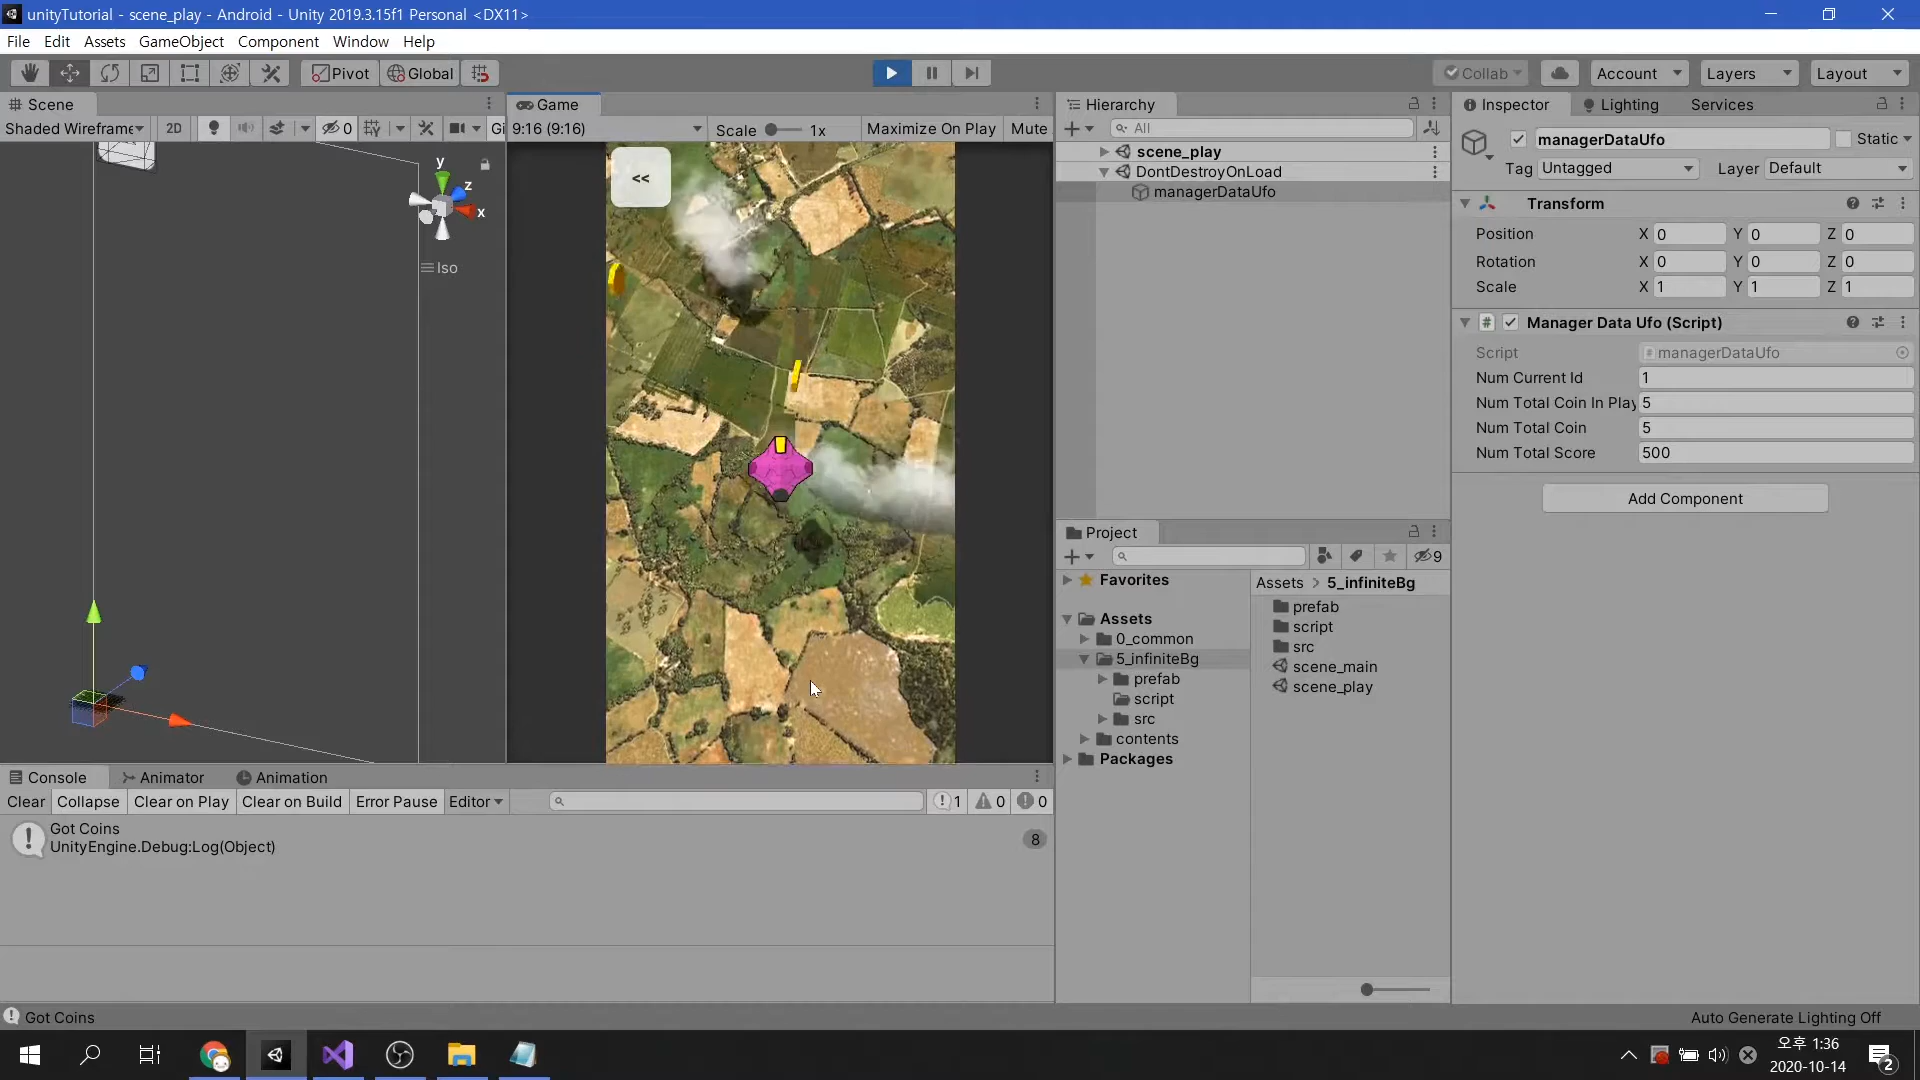 unityTutorial - scene_play - Android - Unity 2019.3.15f1 Personal <DX11>
File Edit Assets GameObject Component Window Help
Pivot Global Collab Account Layers Layout
Scene
Shaded Wireframe 2D 0 Gi
y
z
x
Iso
Game
9:16 (9:16) Scale 1x Maximize On Play Mute
<<
Hierarchy
All
scene_play
DontDestroyOnLoad
managerDataUfo
Project
9
Favorites
Assets
0_common
5_infiniteBg
prefab
script
src
contents
Packages
Assets > 5_infiniteBg
prefab
script
src
scene_main
scene_play
Inspector Lighting Services
managerDataUfo Static
Tag Untagged Layer Default
Transform
Position X 0 Y 0 Z 0
Rotation X 0 Y 0 Z 0
Scale X 1 Y 1 Z 1
Manager Data Ufo (Script)
Script managerDataUfo
Num Current Id 1
Num Total Coin In Play 5
Num Total Coin 5
Num Total Score 500
Add Component
Console Animator Animation
Clear Collapse Clear on Play Clear on Build Error Pause Editor 1 0 0
Got Coins
UnityEngine.Debug:Log(Object)
8
Got Coins
Auto Generate Lighting Off
오후 1:36
2020-10-14
2